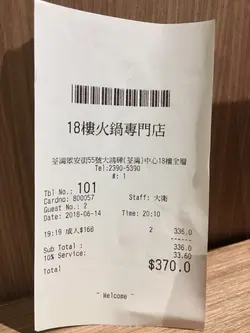 18樓火鍋專門店
荃灣眾安街55號大鴻輝(荃灣)中心18樓全層
Tel:2390-5390
#: 1
Tbl No.: 101
Cardno: 800057 Staff: 大衛
Guest No.: 2
Date: 2018-06-14 Time: 20:10
19:19 成人$168 2 336.0
Sub Total : 336.0
10% Service: 33.60
Total $370.0
- Welcome -